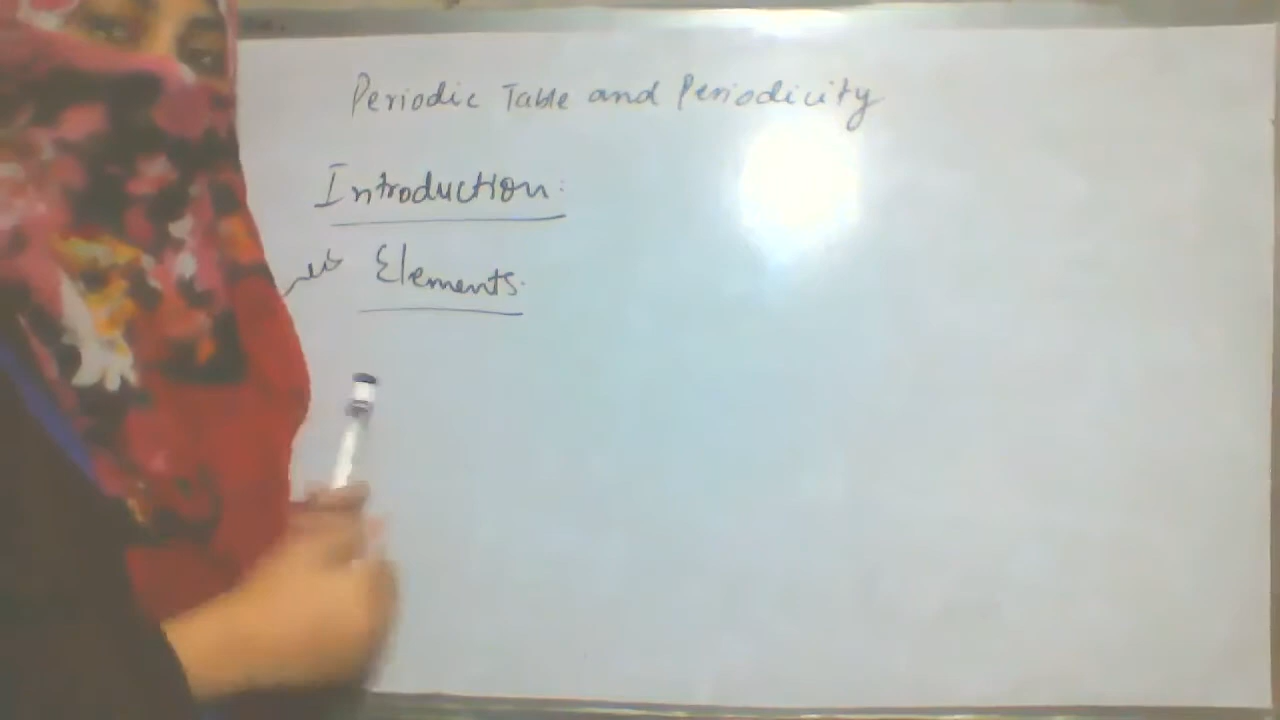 Periodic Table and Periodicity
Introduction:
Elements.